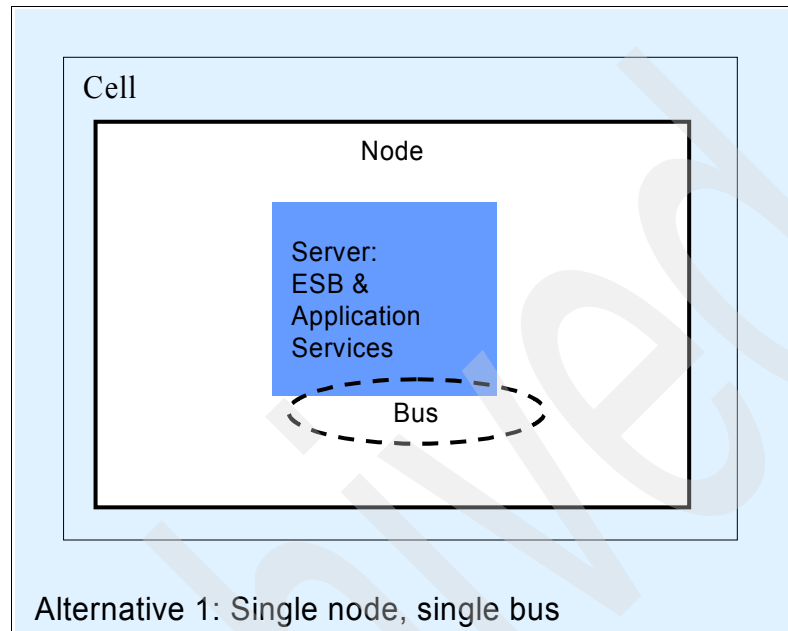 Cell
Node
Server:
ESB &
Application
Services
Bus
Alternative 1: Single node, single bus